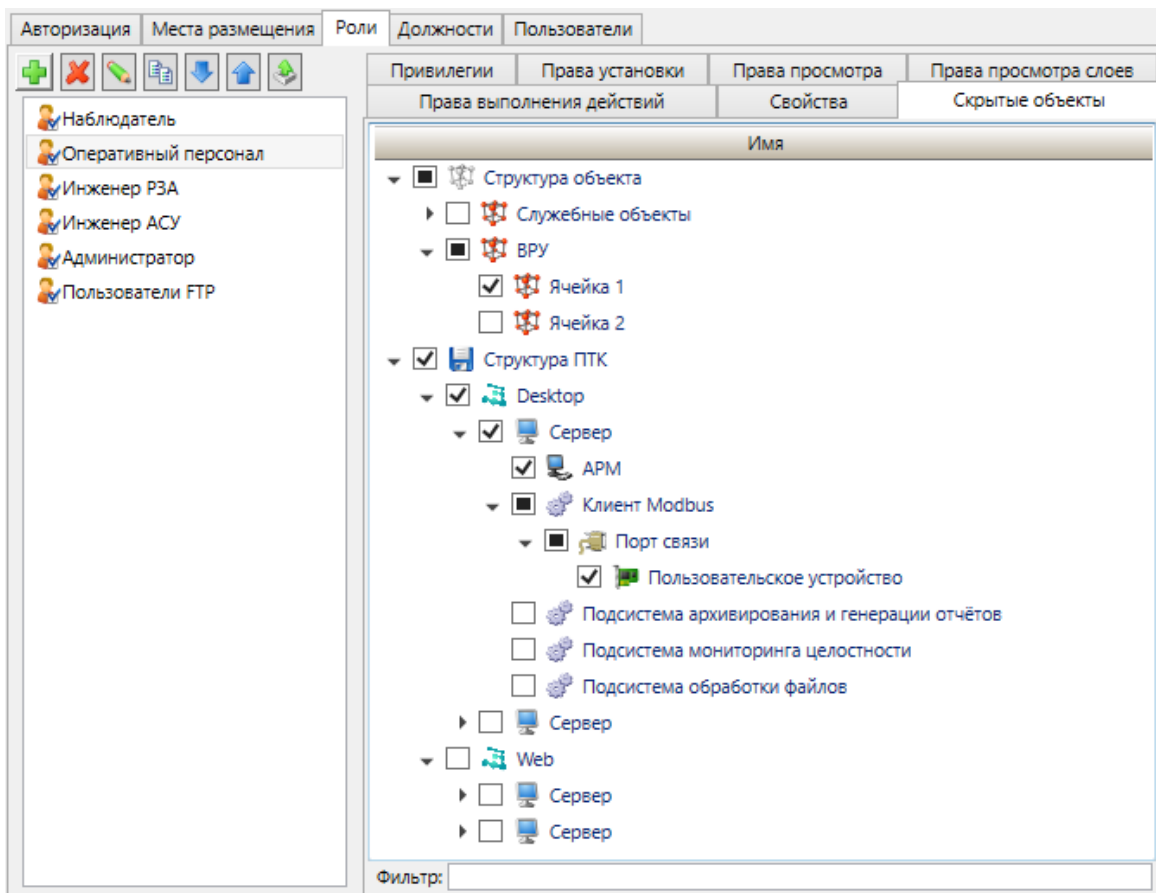 Авторизация Места размещения Роли Должности Пользователи
Привилегии Права установки Права просмотра Права просмотра слоев
Права выполнения действий Свойства Скрытые объекты
Наблюдатель
Оперативный персонал
Инженер РЗА
Инженер АСУ
Администратор
Пользователи FTP
Имя
Структура объекта
Служебные объекты
ВРУ
Ячейка 1
Ячейка 2
Структура ПТК
Desktop
Сервер
АРМ
Клиент Modbus
Порт связи
Пользовательское устройство
Подсистема архивирования и генерации отчётов
Подсистема мониторинга целостности
Подсистема обработки файлов
Сервер
Web
Сервер
Сервер
Фильтр: